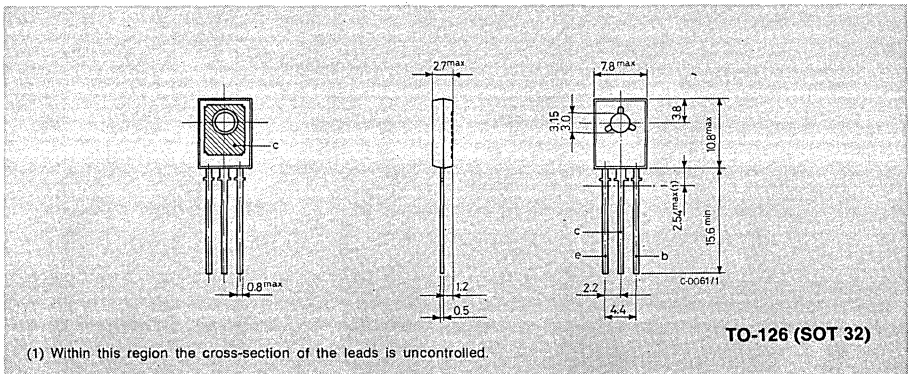 2.7max
7.8max
3.15
3.0
3.8
10.8max
c
2.54max(1)
15.6 min
c
e
b
C-0061/1
0.8max
1.2
0.5
2.2
4.4
TO-126 (SOT 32)
(1) Within this region the cross-section of the leads is uncontrolled.